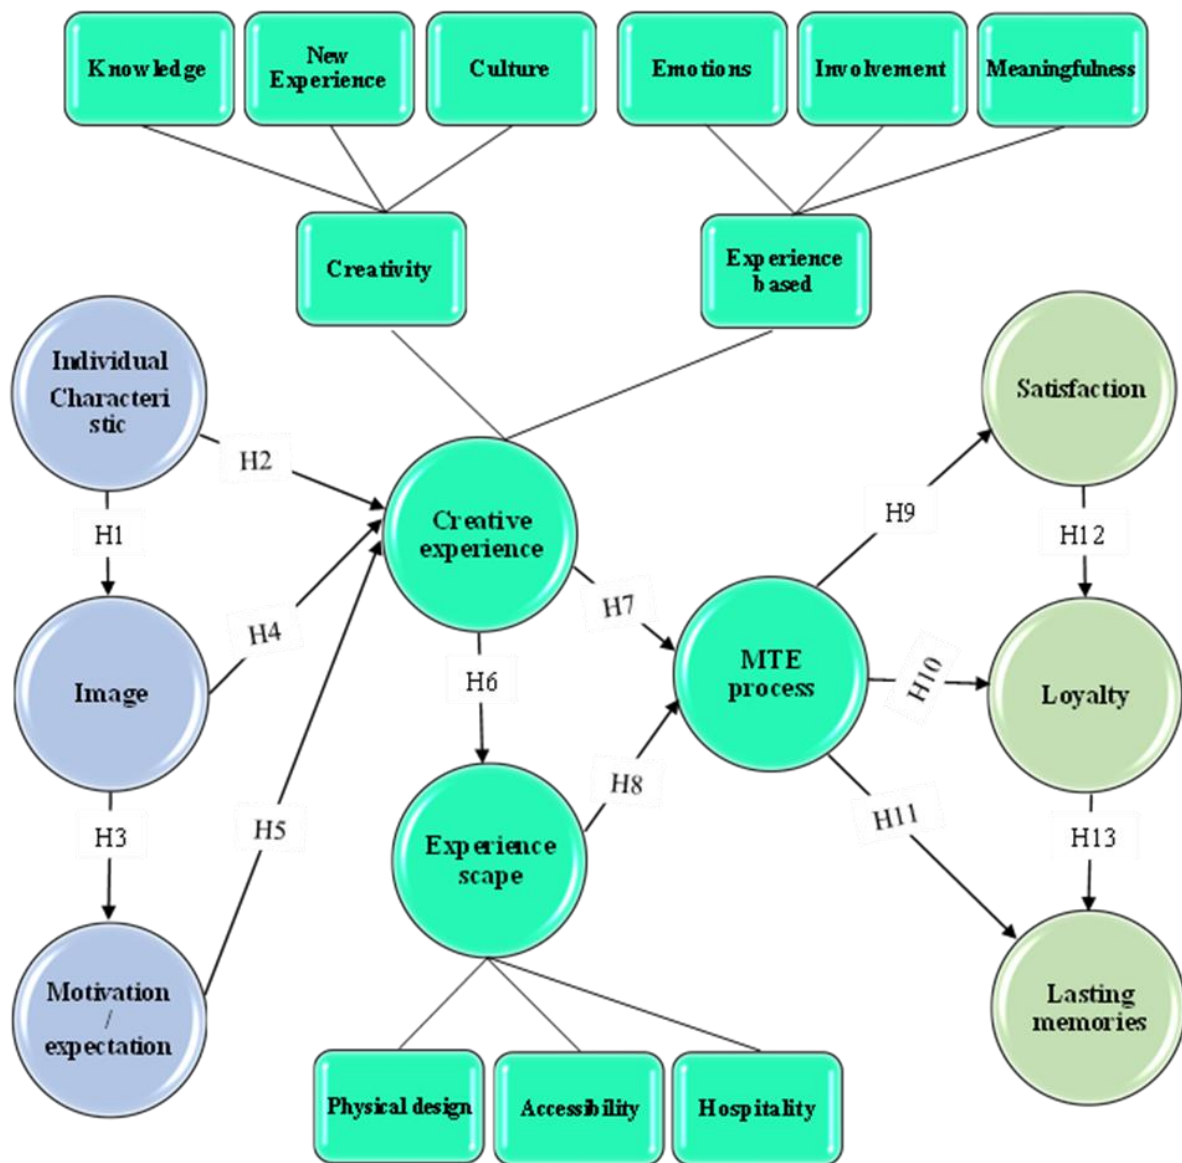 Knowledge
New
Experience
Culture
Emotions
Involvement
Meaningfulness
Creativity
Experience
based
Individual
Characteri
stic
Satisfaction
H2
H9
Creative
experience
H1
H12
H7
H4
Image
H6
MTE
process
H10
Loyalty
H8
H3
H5
H11
H13
Experience
scape
Motivation
/
expectation
Lasting
memories
Physical design
Accessibility
Hospitality